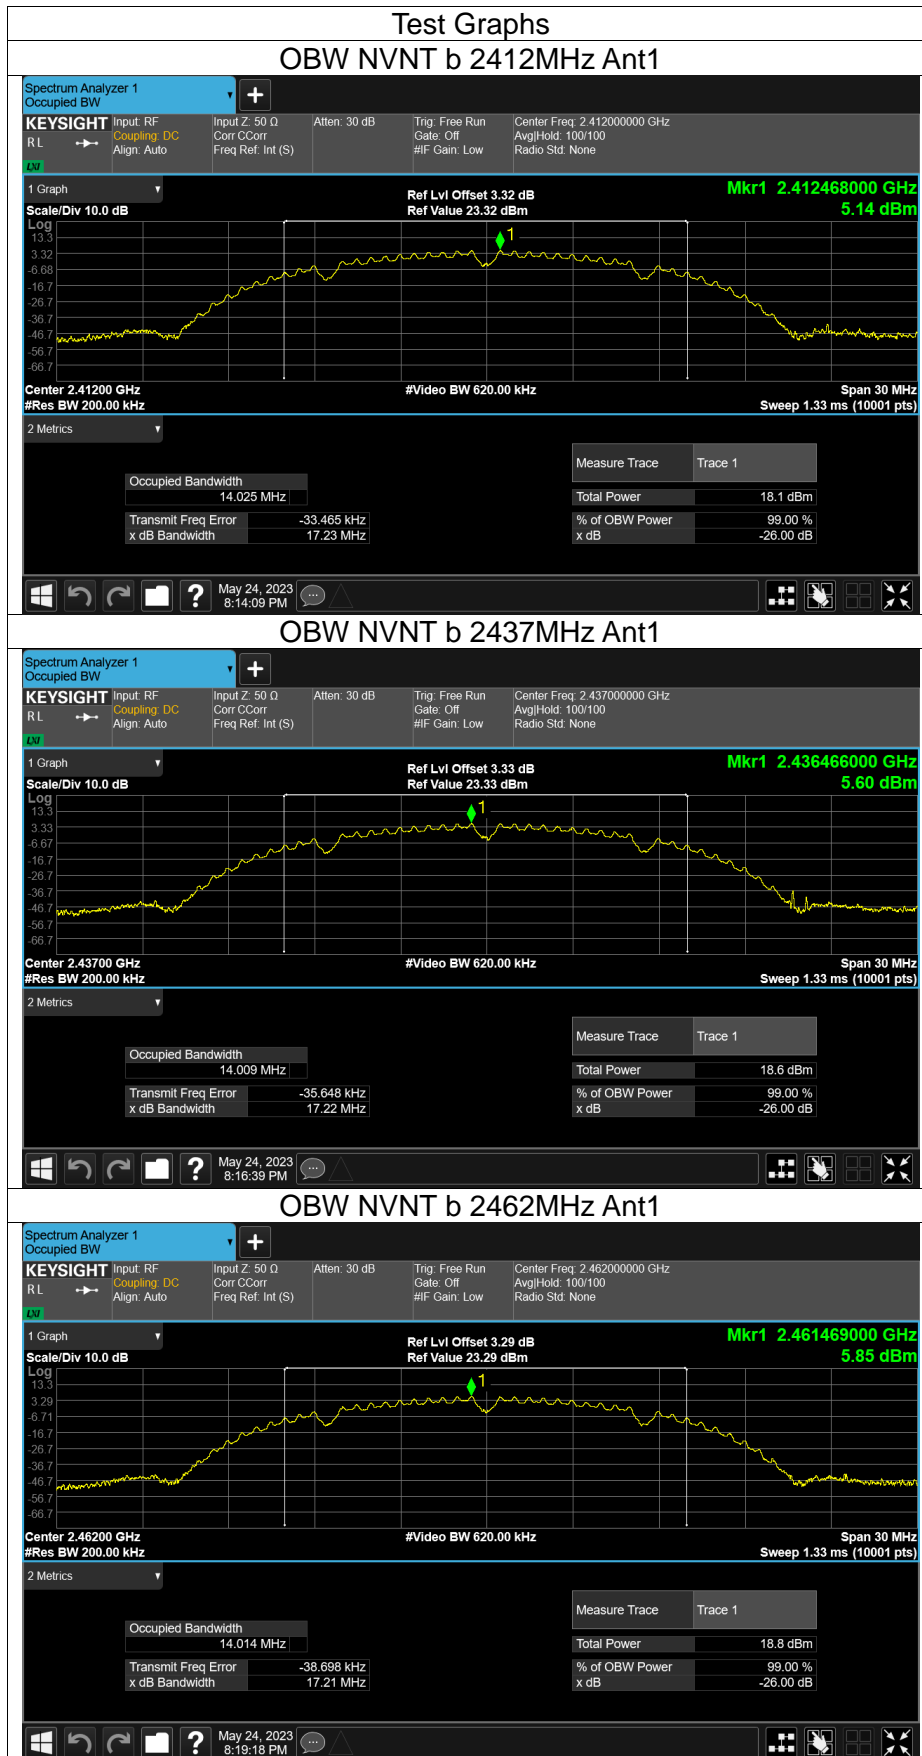 Test Graphs
OBW NVNT b 2412MHz Ant1
Spectrum Analyzer 1
Occupied BW
+
KEYSIGHT Input: RF Input Z: 50 Ω Atten: 30 dB Trig: Free Run Center Freq: 2.412000000 GHz
R L Coupling: DC Corr CCorr Gate: Off Avg|Hold: 100/100
Align: Auto Freq Ref: Int (S) #IF Gain: Low Radio Std: None
LXI
1 Graph Ref Lvl Offset 3.32 dB Mkr1 2.412468000 GHz
Scale/Div 10.0 dB Ref Value 23.32 dBm 5.14 dBm
Log
1
13.3
3.32
-6.68
-16.7
-26.7
-36.7
-46.7
-56.7
-66.7
Center 2.41200 GHz #Video BW 620.00 kHz Span 30 MHz
#Res BW 200.00 kHz Sweep 1.33 ms (10001 pts)
2 Metrics
Measure Trace Trace 1
Occupied Bandwidth
14.025 MHz Total Power 18.1 dBm
Transmit Freq Error -33.465 kHz % of OBW Power 99.00 %
x dB Bandwidth 17.23 MHz x dB -26.00 dB
? May 24, 2023
8:14:09 PM
OBW NVNT b 2437MHz Ant1
Spectrum Analyzer 1
Occupied BW
+
KEYSIGHT Input: RF Input Z: 50 Ω Atten: 30 dB Trig: Free Run Center Freq: 2.437000000 GHz
R L Coupling: DC Corr CCorr Gate: Off Avg|Hold: 100/100
Align: Auto Freq Ref: Int (S) #IF Gain: Low Radio Std: None
LXI
1 Graph Ref Lvl Offset 3.33 dB Mkr1 2.436466000 GHz
Scale/Div 10.0 dB Ref Value 23.33 dBm 5.60 dBm
Log
1
13.3
3.33
-6.67
-16.7
-26.7
-36.7
-46.7
-56.7
-66.7
Center 2.43700 GHz #Video BW 620.00 kHz Span 30 MHz
#Res BW 200.00 kHz Sweep 1.33 ms (10001 pts)
2 Metrics
Measure Trace Trace 1
Occupied Bandwidth
14.009 MHz Total Power 18.6 dBm
Transmit Freq Error -35.648 kHz % of OBW Power 99.00 %
x dB Bandwidth 17.22 MHz x dB -26.00 dB
? May 24, 2023
8:16:39 PM
OBW NVNT b 2462MHz Ant1
Spectrum Analyzer 1
Occupied BW
+
KEYSIGHT Input: RF Input Z: 50 Ω Atten: 30 dB Trig: Free Run Center Freq: 2.462000000 GHz
R L Coupling: DC Corr CCorr Gate: Off Avg|Hold: 100/100
Align: Auto Freq Ref: Int (S) #IF Gain: Low Radio Std: None
LXI
1 Graph Ref Lvl Offset 3.29 dB Mkr1 2.461469000 GHz
Scale/Div 10.0 dB Ref Value 23.29 dBm 5.85 dBm
Log
1
13.3
3.29
-6.71
-16.7
-26.7
-36.7
-46.7
-56.7
-66.7
Center 2.46200 GHz #Video BW 620.00 kHz Span 30 MHz
#Res BW 200.00 kHz Sweep 1.33 ms (10001 pts)
2 Metrics
Measure Trace Trace 1
Occupied Bandwidth
14.014 MHz Total Power 18.8 dBm
Transmit Freq Error -38.698 kHz % of OBW Power 99.00 %
x dB Bandwidth 17.21 MHz x dB -26.00 dB
? May 24, 2023
8:19:18 PM